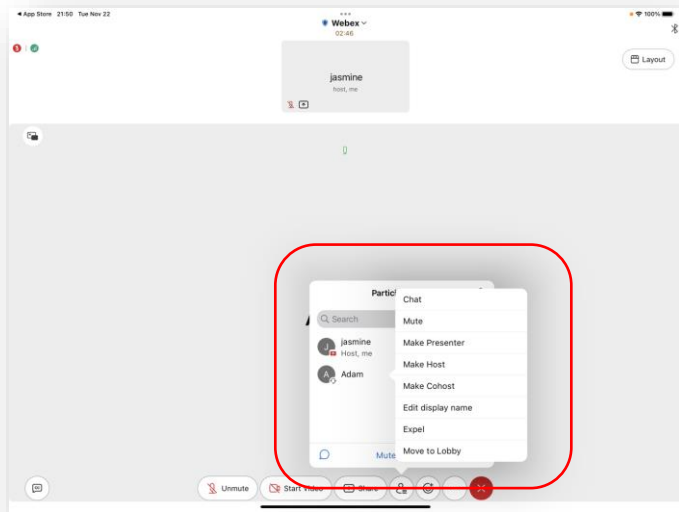 App Store 21:50 Tue Nov 22
100%
Webex
02:46
Layout
jasmine
host, me
Chat
Mute
Make Presenter
Make Host
Make Cohost
Edit display name
Expel
Move to Lobby
Search
J
jasmine
Host, me
A
Adam
Mute
Unmute
Start Video
Share